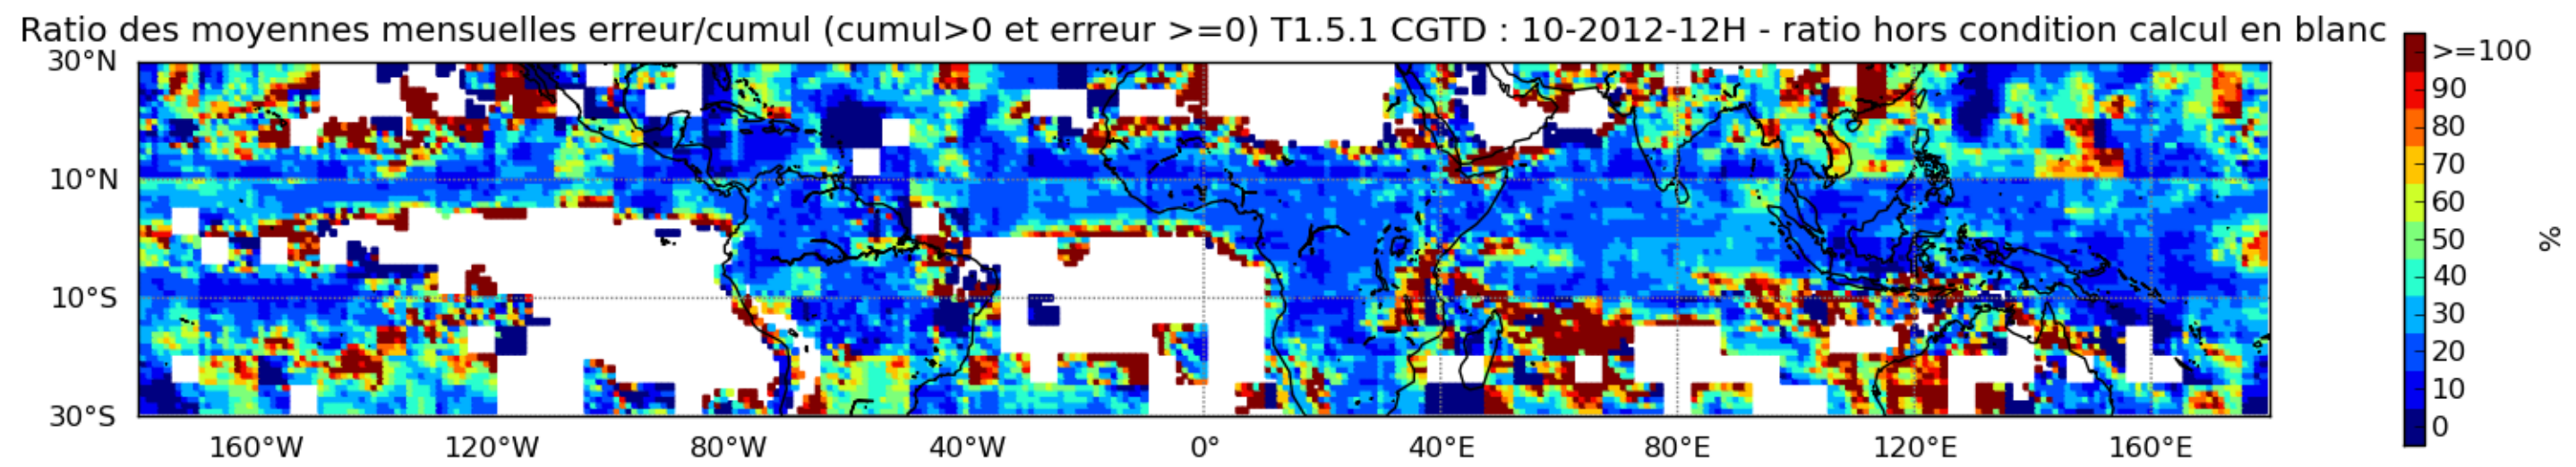 Ratio des moyennes mensuelles erreur/cumul (cumul>0 et erreur >=0) T1.5.1 CGTD : 10-2012-12H - ratio hors condition calcul en blanc
30°N
10°N
10°S
30°S
160°W 120°W 80°W 40°W 0° 40°E 80°E 120°E 160°E
>=100
90
80
70
60
50
40
30
20
10
0
%